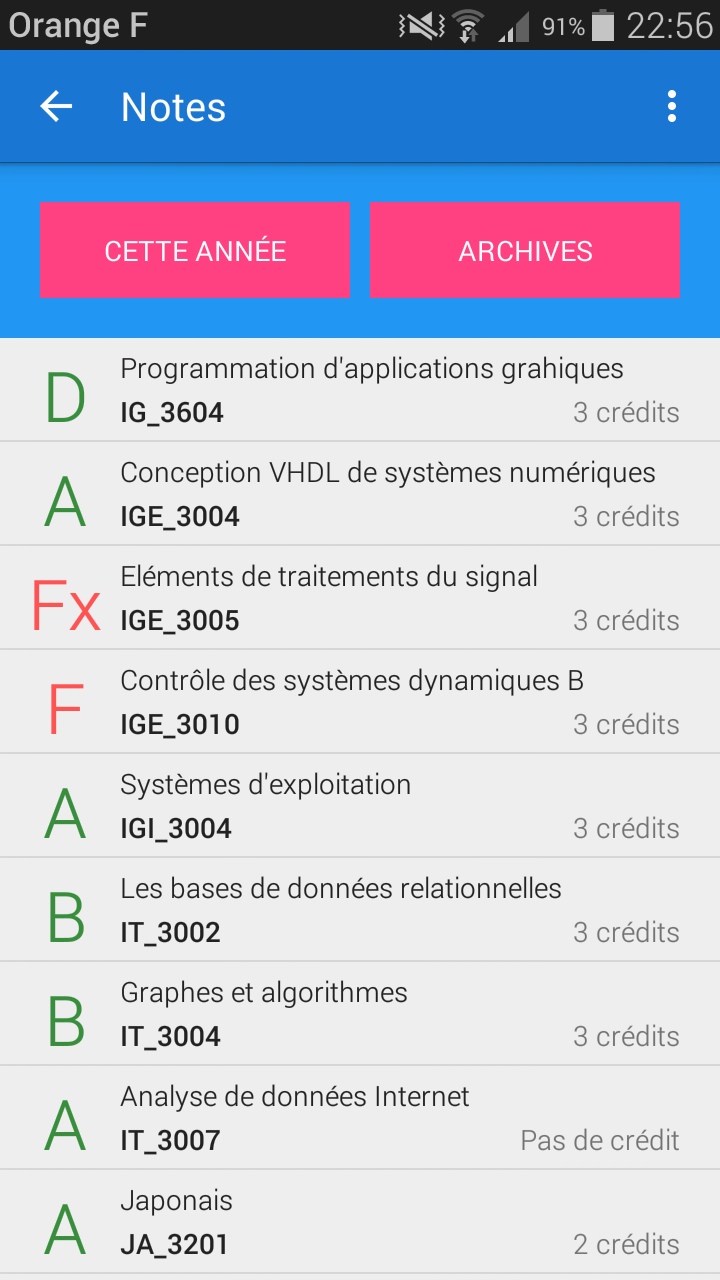 Orange F 91% 22:56
Notes
CETTE ANNÉE ARCHIVES
D Programmation d'applications grahiques
IG_3604 3 crédits
A Conception VHDL de systèmes numériques
IGE_3004 3 crédits
Fx Eléments de traitements du signal
IGE_3005 3 crédits
F Contrôle des systèmes dynamiques B
IGE_3010 3 crédits
A Systèmes d'exploitation
IGI_3004 3 crédits
B Les bases de données relationnelles
IT_3002 3 crédits
B Graphes et algorithmes
IT_3004 3 crédits
A Analyse de données Internet
IT_3007 Pas de crédit
A Japonais
JA_3201 2 crédits